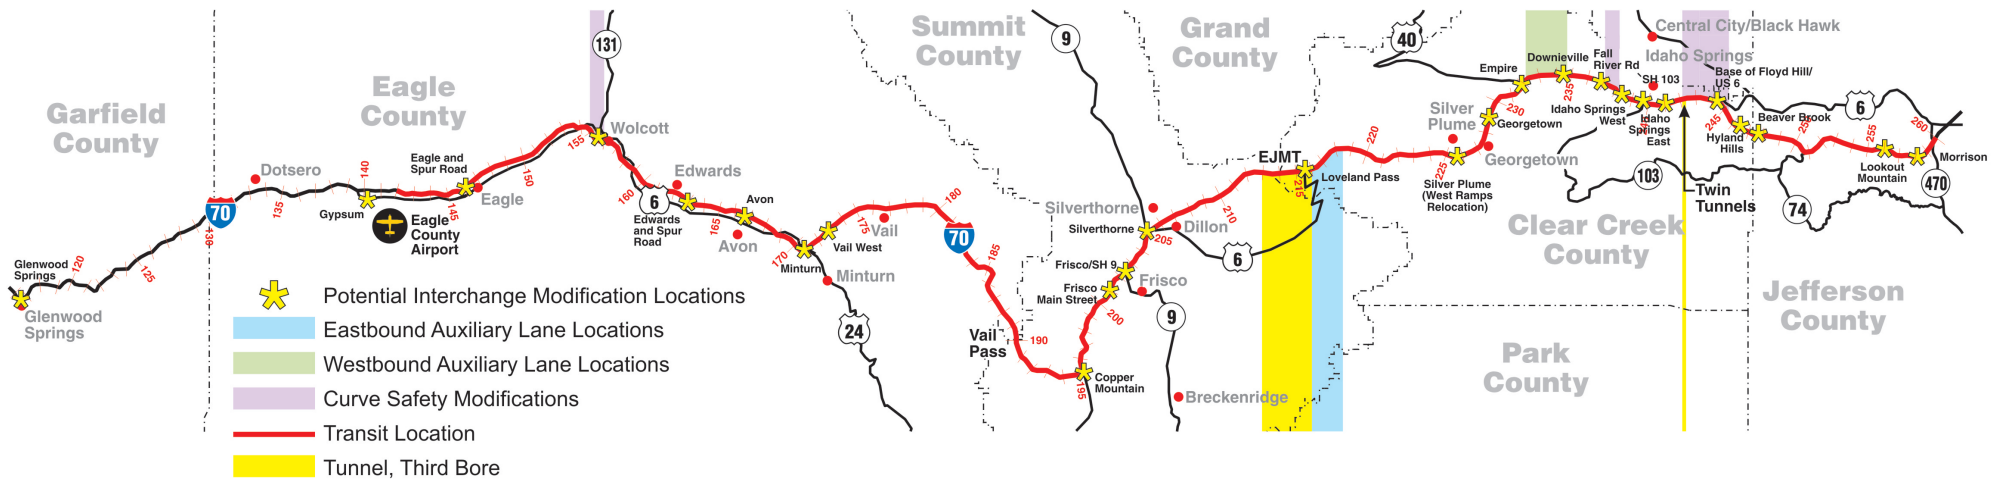 Garfield
County
Eagle
County
Summit
County
Grand
County
Clear Creek
County
Park
County
Jefferson
County
Central City/Black Hawk
Idaho Springs
131
9
40
6
Wolcott
Dotsero
140
Eagle and
Spur Road
155
150
Edwards
160
6
Gypsum
145
Eagle
135
70
130
Eagle
County
Airport
Edwards
and Spur
Road
165
Avon
Avon
170
Minturn
Minturn
Vail West
175
Vail
180
70
185
24
Glenwood
Springs
120
125
Glenwood
Springs
Vail
Pass
190
195
Copper
Mountain
200
Frisco
Main Street
Frisco/SH 9
Frisco
9
Breckenridge
Silverthorne
Silverthorne
205
Dillon
6
210
EJMT
215
Loveland Pass
220
225
Silver
Plume
Silver Plume
(West Ramps
Relocation)
Georgetown
Georgetown
230
Empire
Downieville
235
Fall
River Rd
Idaho Springs
West
SH 103
Idaho
Springs
East
Base of Floyd Hill/
US 6
245
Hyland
Hills
Beaver Brook
255
260
Lookout
Mountain
Morrison
470
103
74
Twin
Tunnels
Potential Interchange Modification Locations
Eastbound Auxiliary Lane Locations
Westbound Auxiliary Lane Locations
Curve Safety Modifications
Transit Location
Tunnel, Third Bore